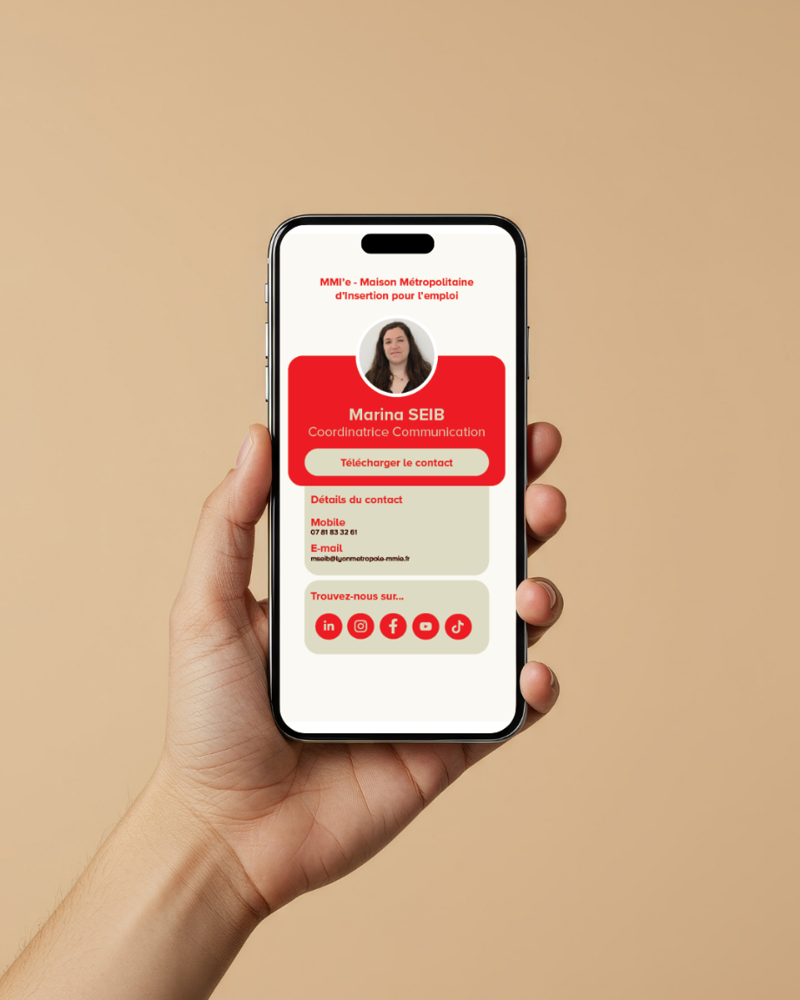 MMI'e - Maison Métropolitaine
d'Insertion pour l'emploi
Marina SEIB
Coordinatrice Communication
Télécharger le contact
Détails du contact
Mobile
07 81 83 32 61
E-mail
mseib@lyonmetropole-mmie.fr
Trouvez-nous sur...
in